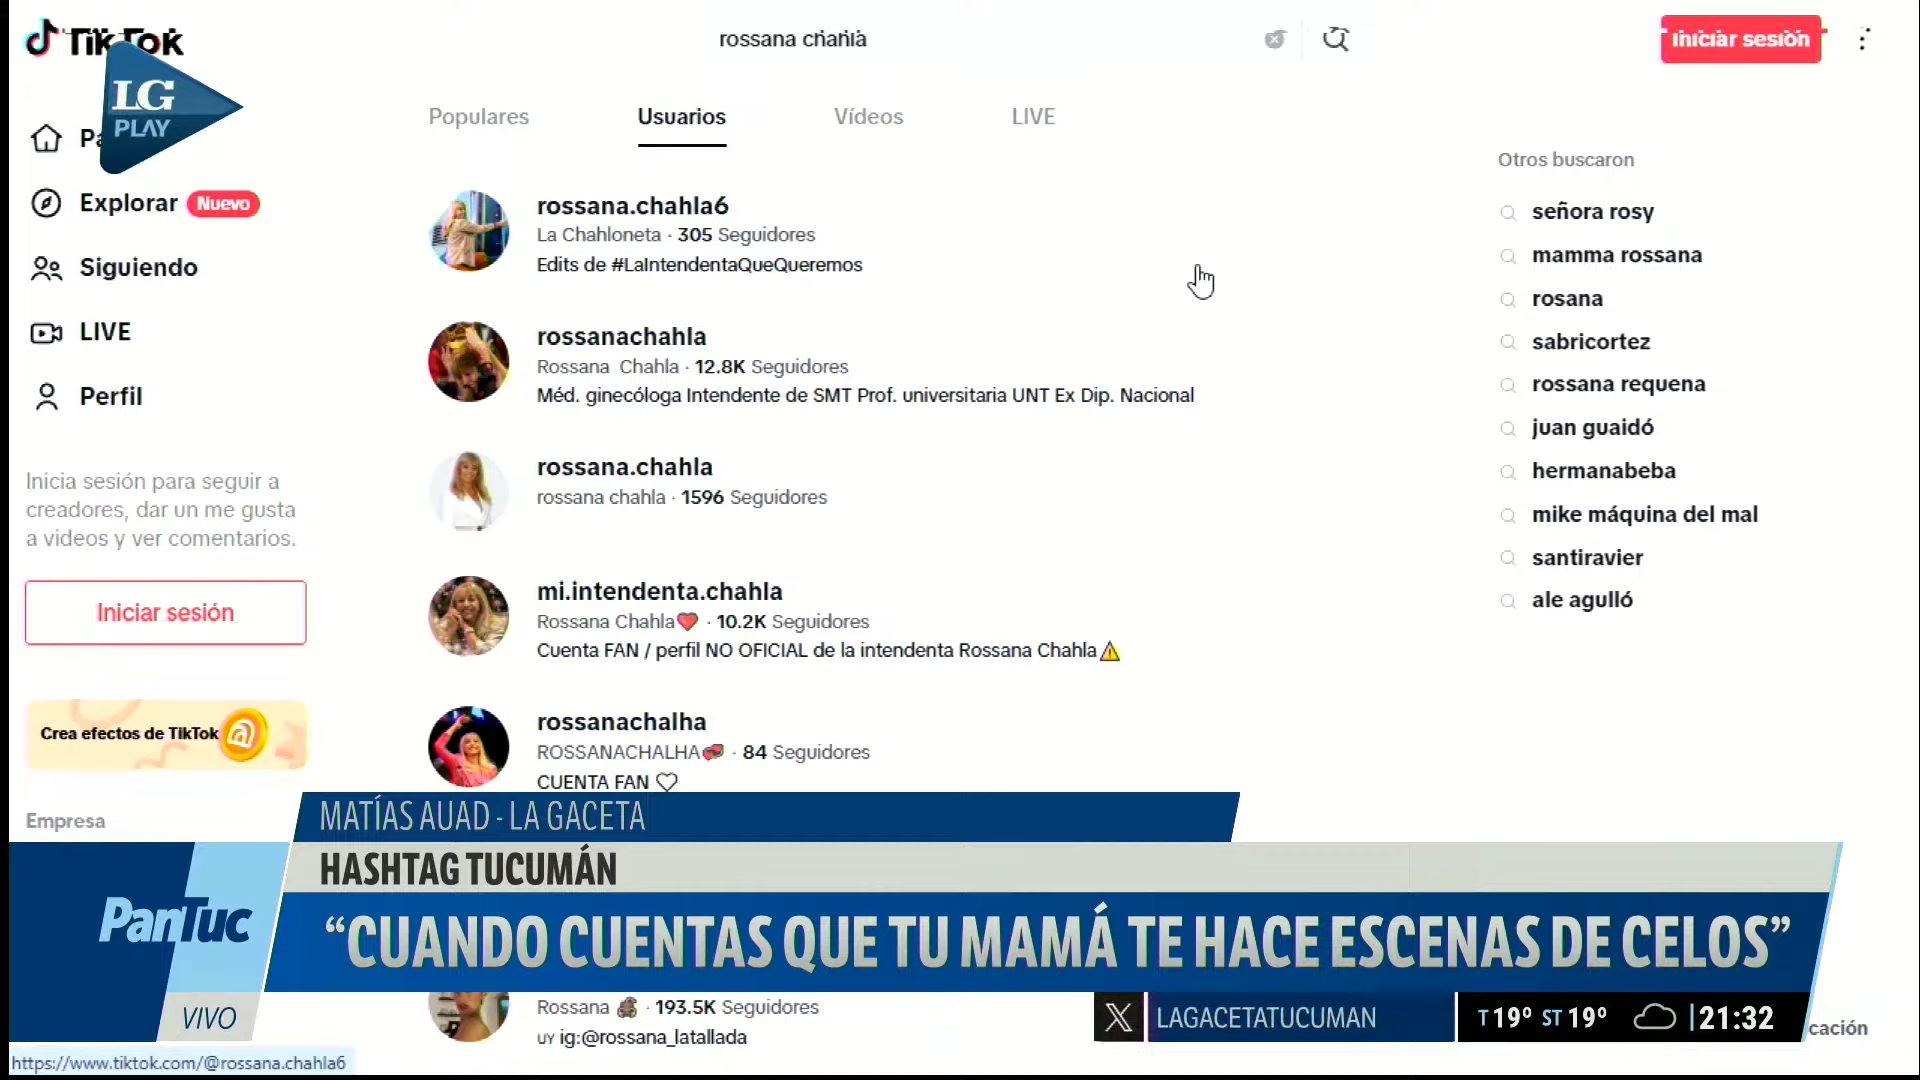 TikTok
rossana chahla
Iniciar sesión
LG
PLAY
Populares
Usuarios
Vídeos
LIVE
Explorar
Nuevo
Siguiendo
LIVE
Perfil
Inicia sesión para seguir a
creadores, dar un me gusta
a videos y ver comentarios.
Iniciar sesión
Crea efectos de TikTok
Empresa
rossana.chahla6
La Chahloneta · 305 Seguidores
Edits de #LaIntendentaQueQueremos
rossanachahla
Rossana Chahla · 12.8K Seguidores
Méd. ginecóloga Intendente de SMT Prof. universitaria UNT Ex Dip. Nacional
rossana.chahla
rossana chahla · 1596 Seguidores
mi.intendenta.chahla
Rossana Chahla❤️ · 10.2K Seguidores
Cuenta FAN / perfil NO OFICIAL de la intendenta Rossana Chahla⚠️
rossanachalha
ROSSANACHALHA · 84 Seguidores
CUENTA FAN ♡
Rossana · 193.5K Seguidores
UY ig:@rossana_latallada
Otros buscaron
señora rosy
mamma rossana
rosana
sabricortez
rossana requena
juan guaidó
hermanabeba
mike máquina del mal
santiravier
ale agulló
MATÍAS AUAD - LA GACETA
HASHTAG TUCUMÁN
“CUANDO CUENTAS QUE TU MAMÁ TE HACE ESCENAS DE CELOS”
PanTuc
VIVO
X LAGACETATUCUMAN
T 19º ST 19º
21:32
cación
https://www.tiktok.com/@rossana.chahla6